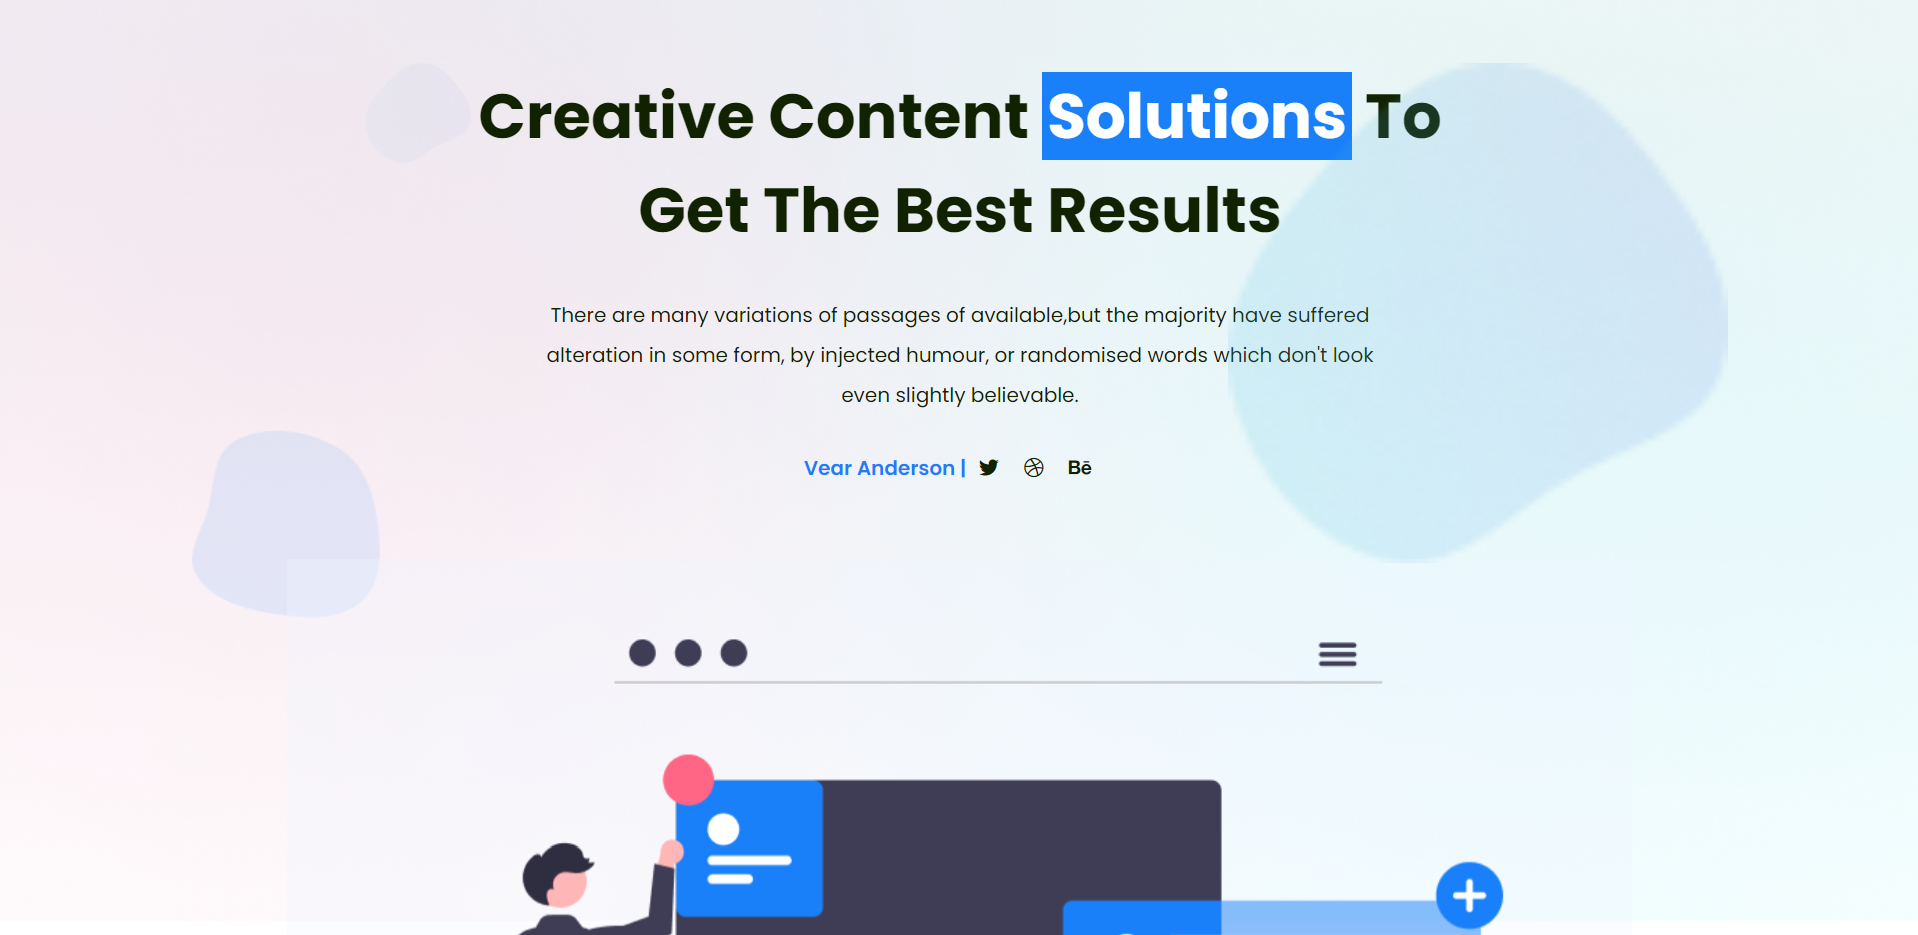 Creative Content Solutions To
Get The Best Results
There are many variations of passages of available,but the majority have suffered
alteration in some form, by injected humour, or randomised words which don't look
even slightly believable.
Vear Anderson | Bē